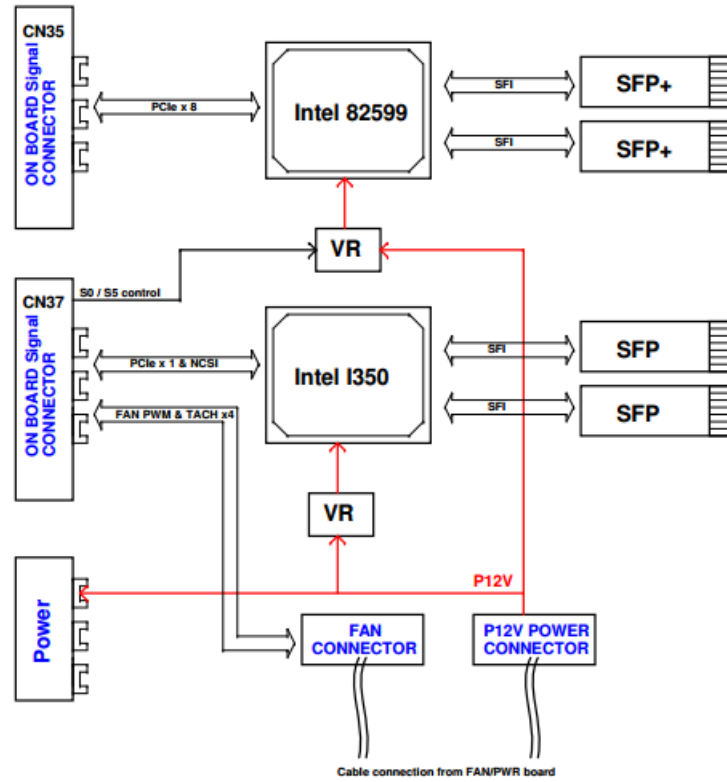 CN35
ON BOARD Signal
CONNECTOR
PCIe x 8
Intel 82599
SFI
SFP+
SFI
SFP+
VR
S0 / S5 control
CN37
ON BOARD Signal
CONNECTOR
PCIe x 1 & NCSI
FAN PWM & TACH x4
Intel I350
SFI
SFP
SFI
SFP
VR
P12V
Power
FAN
CONNECTOR
P12V POWER
CONNECTOR
Cable connection from FAN/PWR board